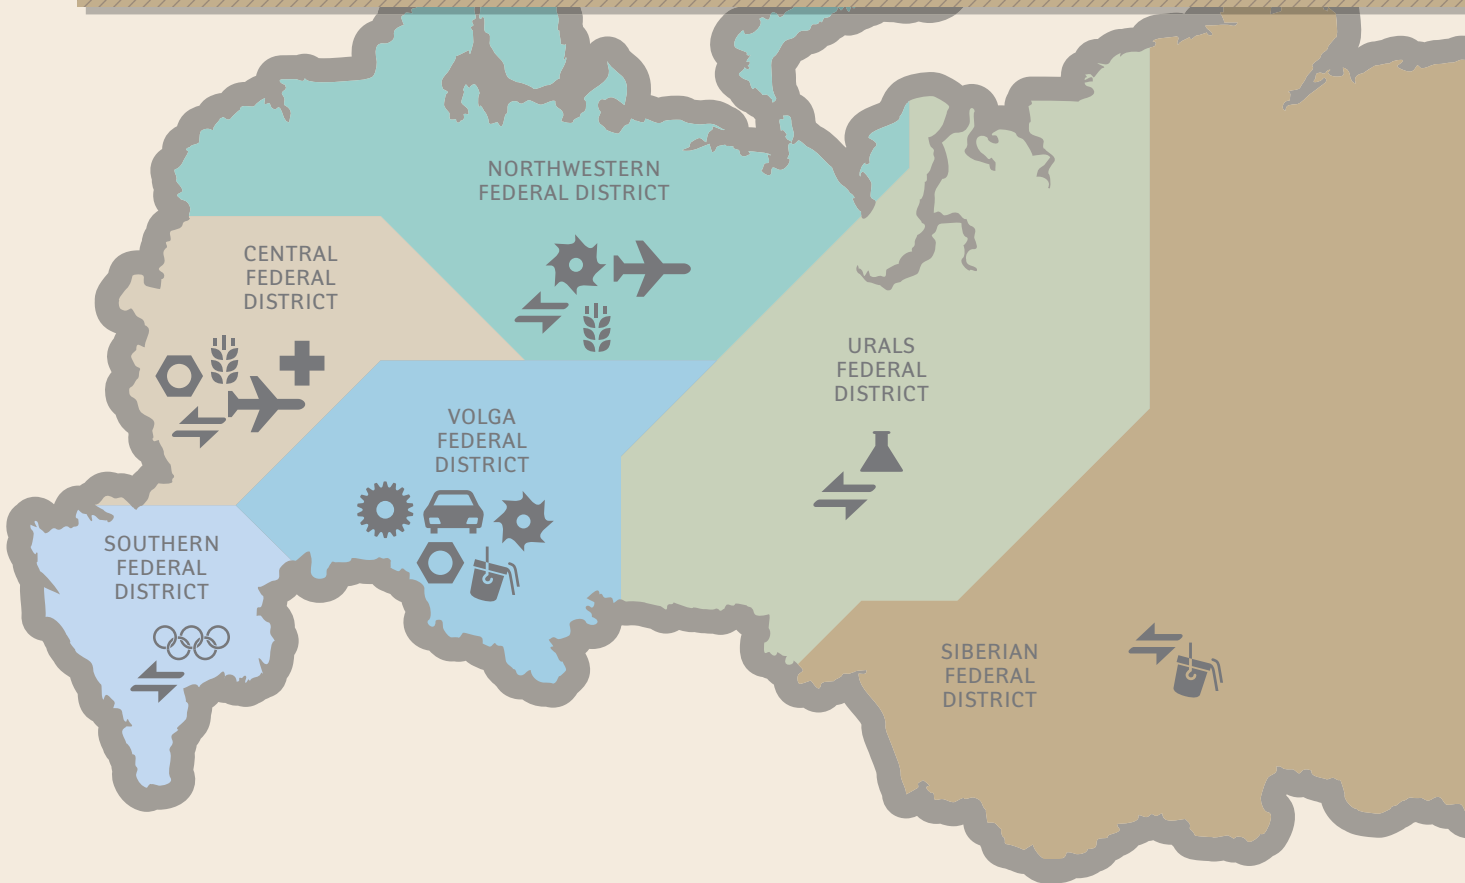 NORTHWESTERN
FEDERAL DISTRICT
CENTRAL
FEDERAL
DISTRICT
URALS
FEDERAL
DISTRICT
VOLGA
FEDERAL
DISTRICT
SOUTHERN
FEDERAL
DISTRICT
SIBERIAN
FEDERAL
DISTRICT